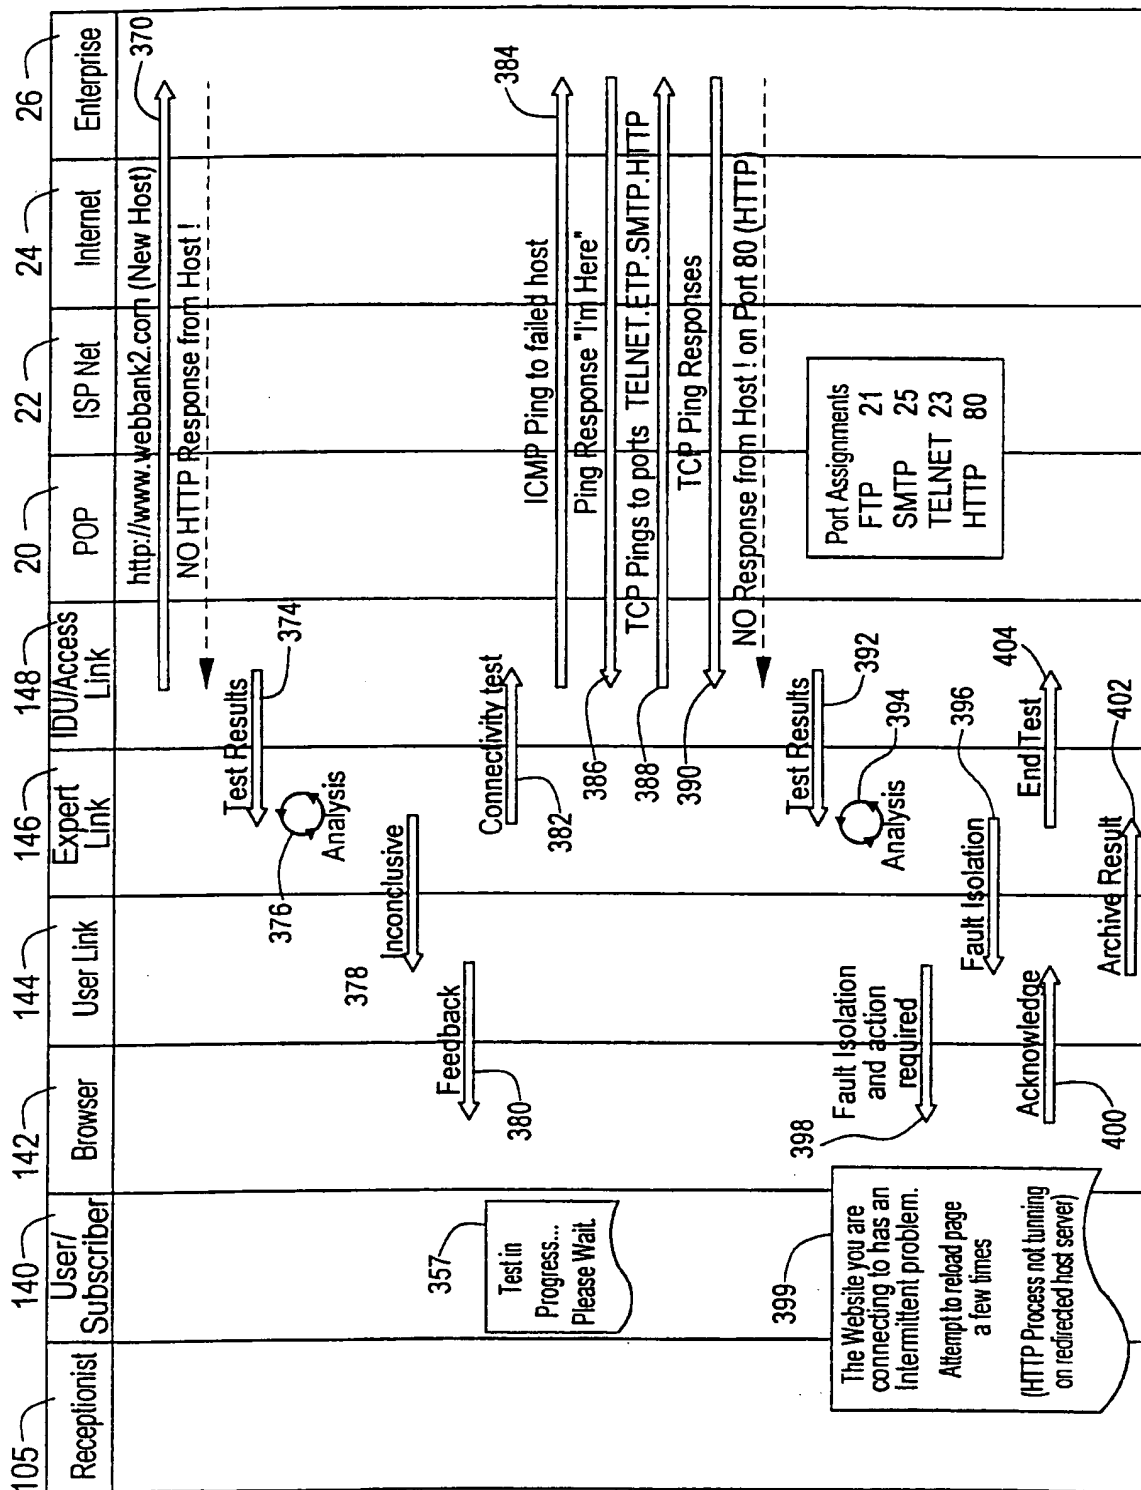 105
140
142
144
146
148
20
22
24
26
Receptionist
User/
Subscriber
Browser
User Link
Expert
Link
IDU/Access
Link
POP
ISP Net
Internet
Enterprise
http://www.webbank2.com (New Host)
370
NO HTTP Response from Host !
Test Results
374
376
Analysis
378
Inconclusive
Feedback
380
357
Test in
Progress...
Please Wait.
Connectivity test
382
ICMP Ping to failed host
384
Ping Response "I'm Here"
386
TCP Pings to ports TELNET.ETP.SMTP.HTTP
388
TCP Ping Responses
390
NO Response from Host ! on Port 80 (HTTP)
Test Results
392
394
Analysis
Port Assignments
FTP 21
SMTP 25
TELNET 23
HTTP 80
396
Fault Isolation
Fault Isolation
and action
required
398
399
The Website you are
connecting to has an
Intermittent problem.
Attempt to reload page
a few times
(HTTP Process not tunning
on redirected host server)
Acknowledge
400
End Test
404
Archive Result
402